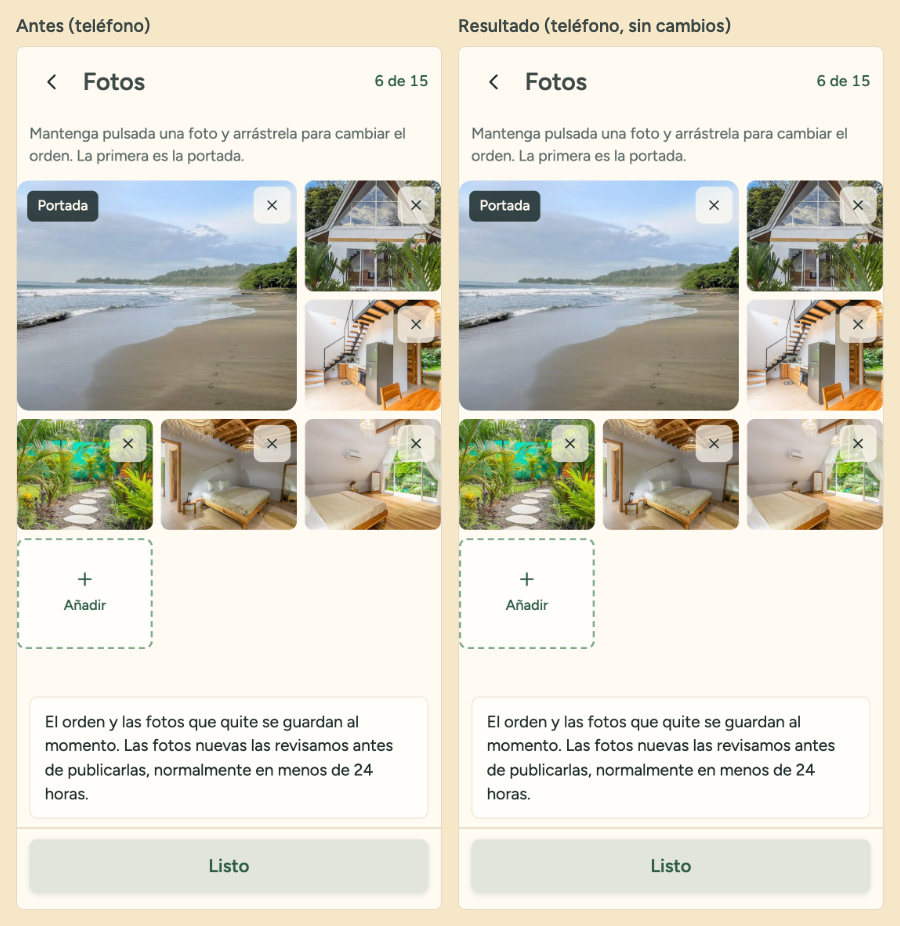 Antes (teléfono)
Fotos
6 de 15
Mantenga pulsada una foto y arrástrela para cambiar el
orden. La primera es la portada.
Portada
+
Añadir
El orden y las fotos que quite se guardan al
momento. Las fotos nuevas las revisamos antes
de publicarlas, normalmente en menos de 24
horas.
Listo
Resultado (teléfono, sin cambios)
Fotos
6 de 15
Mantenga pulsada una foto y arrástrela para cambiar el
orden. La primera es la portada.
Portada
+
Añadir
El orden y las fotos que quite se guardan al
momento. Las fotos nuevas las revisamos antes
de publicarlas, normalmente en menos de 24
horas.
Listo